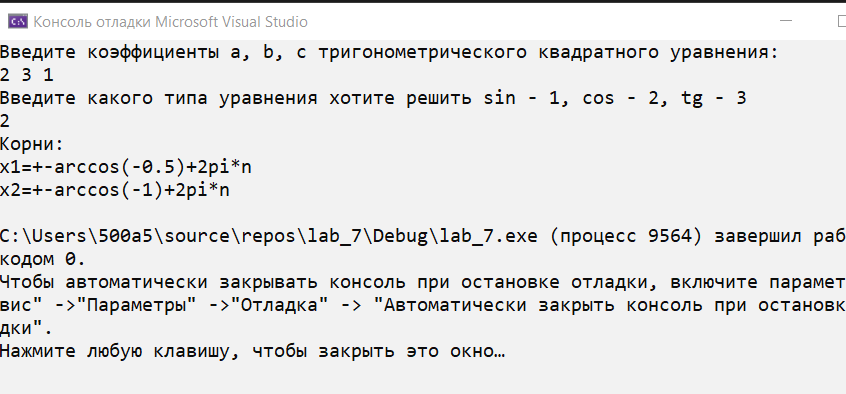 Консоль отладки Microsoft Visual Studio
Введите коэффициенты a, b, c тригонометрического квадратного уравнения:
2 3 1
Введите какого типа уравнения хотите решить sin - 1, cos - 2, tg - 3
2
Корни:
x1=+-arccos(-0.5)+2pi*n
x2=+-arccos(-1)+2pi*n
C:\Users\500a5\source\repos\lab_7\Debug\lab_7.exe (процесс 9564) завершил раб
кодом 0.
Чтобы автоматически закрывать консоль при остановке отладки, включите парамет
вис" ->"Параметры" ->"Отладка" -> "Автоматически закрыть консоль при остановк
дки".
Нажмите любую клавишу, чтобы закрыть это окно…